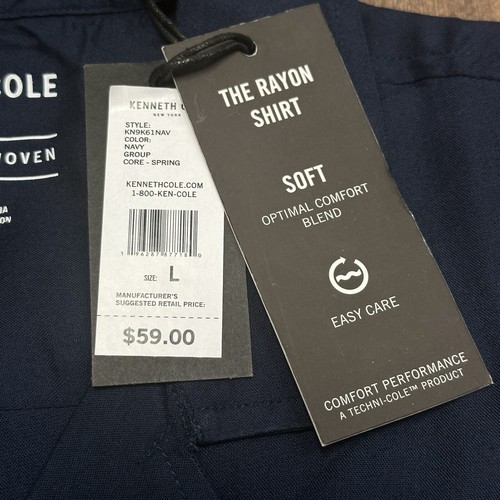 COLE
WOVEN
KENNETH C
NEW YORK
STYLE:
KN9K61NAV
COLOR:
NAVY
GROUP
CORE - SPRING
KENNETHCOLE.COM
1-800-KEN-COLE
SIZE: L
MANUFACTURER'S
SUGGESTED RETAIL PRICE:
$59.00
THE RAYON
SHIRT
SOFT
OPTIMAL COMFORT
BLEND
EASY CARE
COMFORT PERFORMANCE
A TECHNI-COLE™ PRODUCT